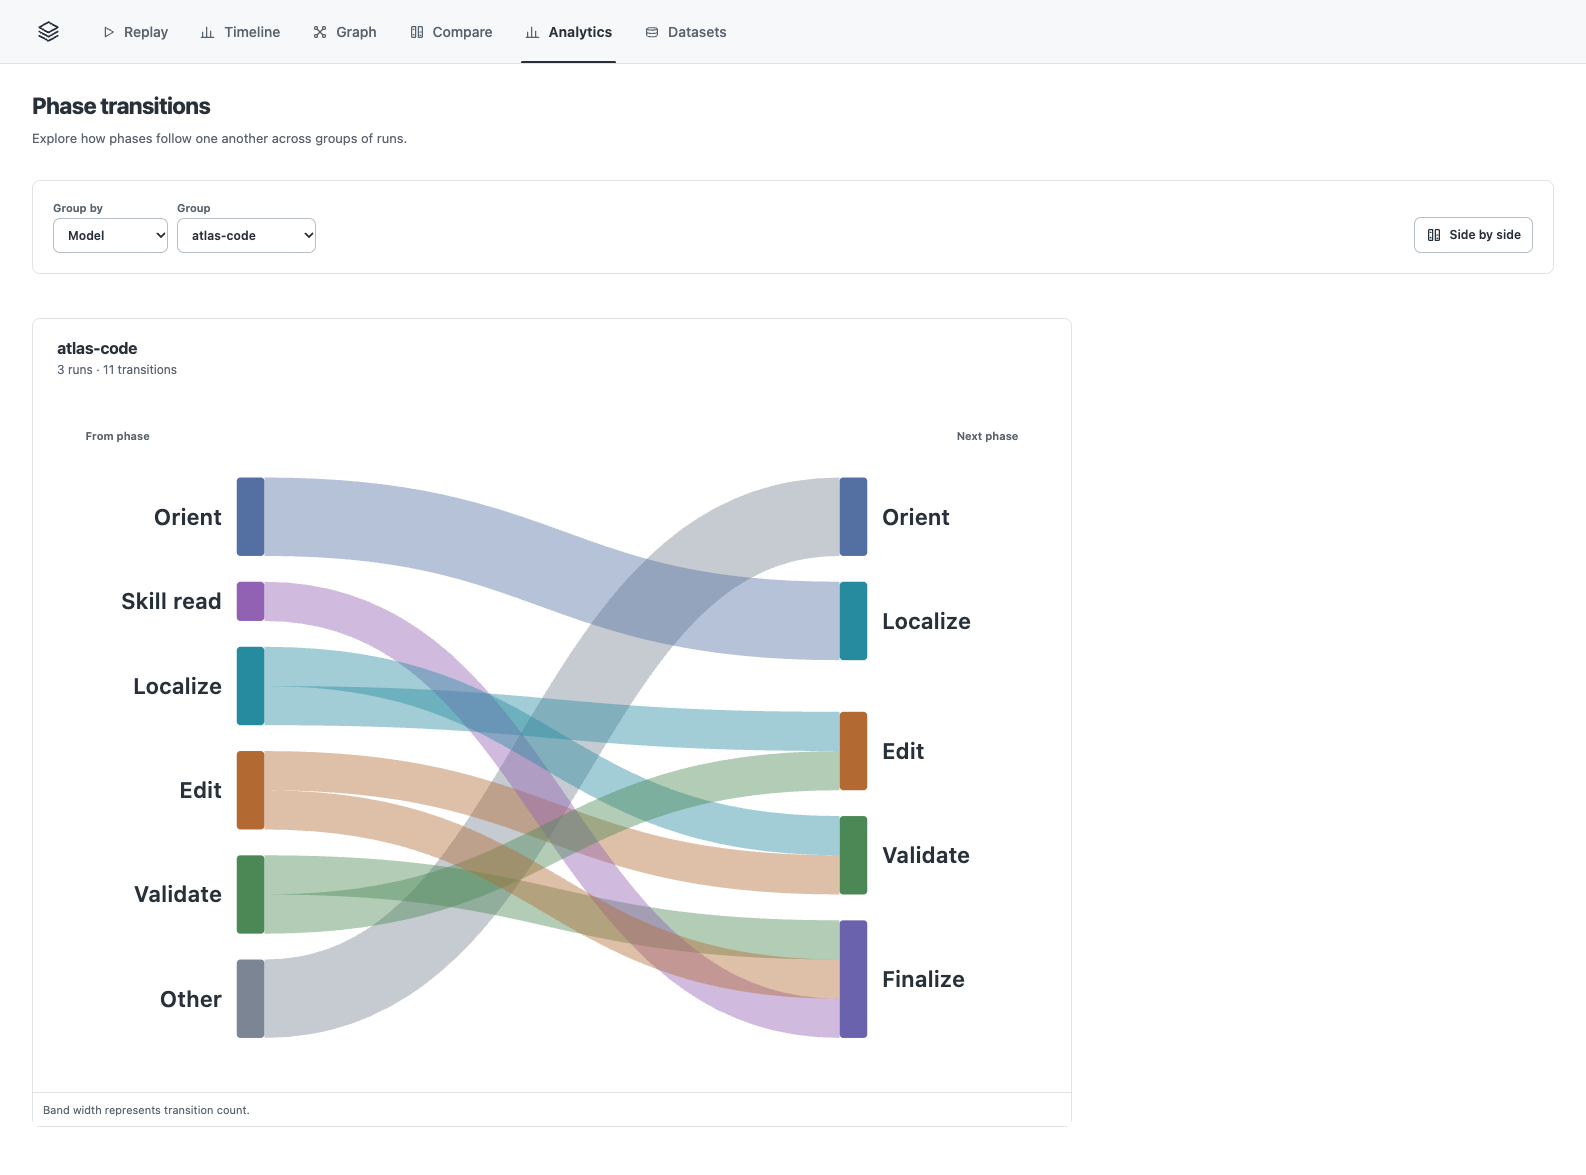 Replay
Timeline
Graph
Compare
Analytics
Datasets
Phase transitions
Explore how phases follow one another across groups of runs.
Group by
Group
Model
atlas-code
Side by side
atlas-code
3 runs · 11 transitions
From phase
Next phase
Orient
Skill read
Localize
Edit
Validate
Other
Orient
Localize
Edit
Validate
Finalize
Band width represents transition count.